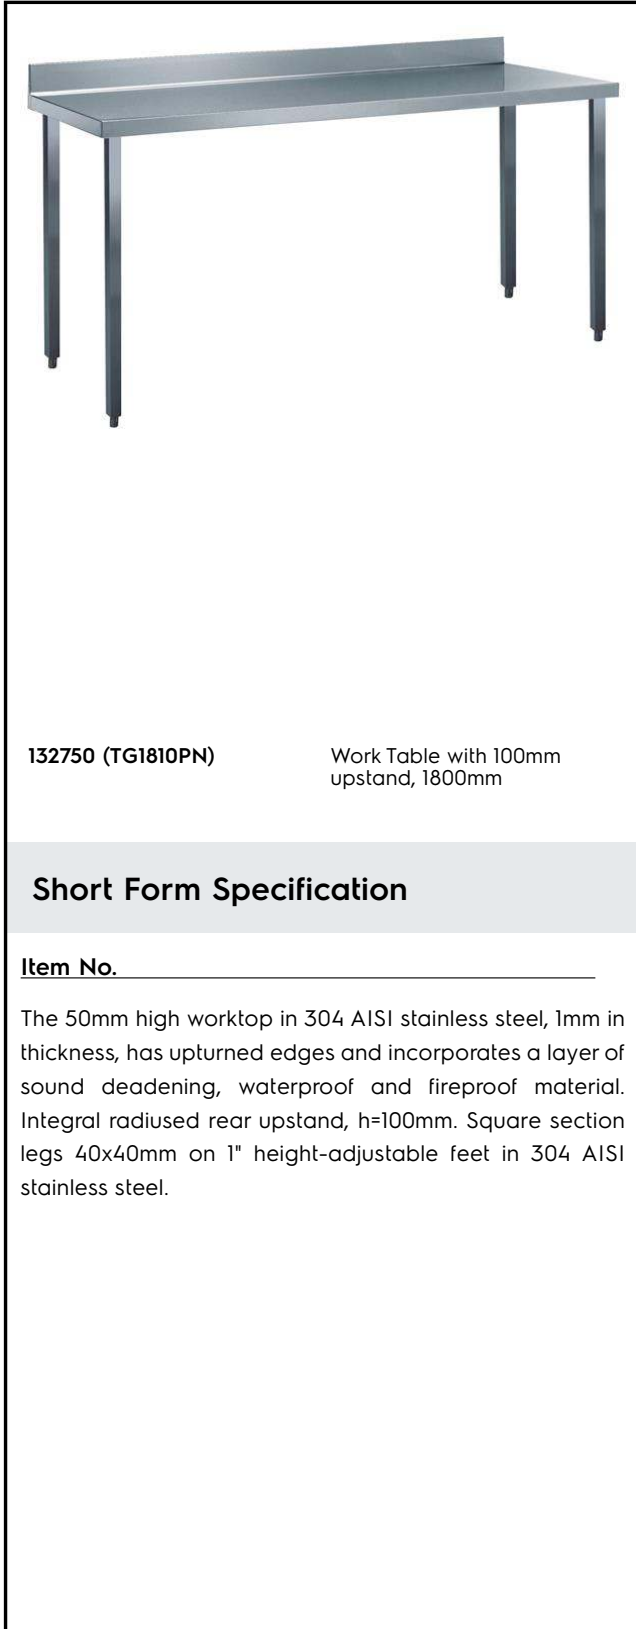 132750 (TG1810PN)
Work Table with 100mm
upstand, 1800mm
Short Form Specification
Item No.
The 50mm high worktop in 304 AISI stainless steel, 1mm in
thickness, has upturned edges and incorporates a layer of
sound deadening, waterproof and fireproof material.
Integral radiused rear upstand, h=100mm. Square section
legs 40x40mm on 1" height-adjustable feet in 304 AISI
stainless steel.